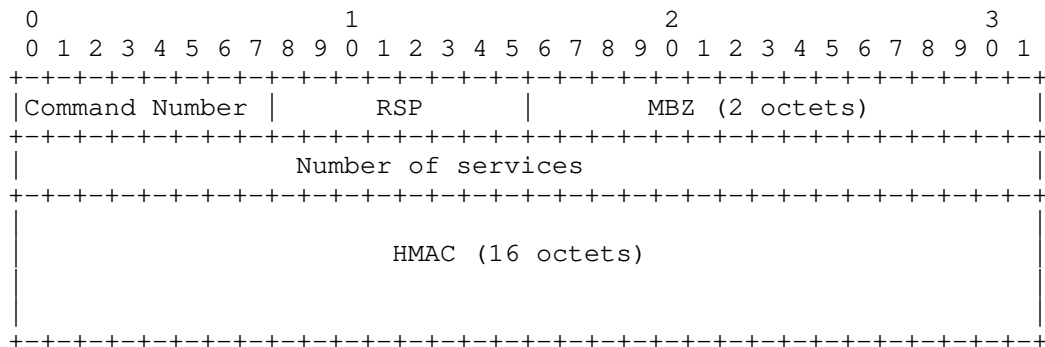 0                   1                   2                   3
 0 1 2 3 4 5 6 7 8 9 0 1 2 3 4 5 6 7 8 9 0 1 2 3 4 5 6 7 8 9 0 1
+-+-+-+-+-+-+-+-+-+-+-+-+-+-+-+-+-+-+-+-+-+-+-+-+-+-+-+-+-+-+-+-+
|Command Number |      RSP      |       MBZ (2 octets)          |
+-+-+-+-+-+-+-+-+-+-+-+-+-+-+-+-+-+-+-+-+-+-+-+-+-+-+-+-+-+-+-+-+
|                 Number of services                            |
+-+-+-+-+-+-+-+-+-+-+-+-+-+-+-+-+-+-+-+-+-+-+-+-+-+-+-+-+-+-+-+-+
|                                                               |
|                       HMAC (16 octets)                        |
|                                                               |
|                                                               |
+-+-+-+-+-+-+-+-+-+-+-+-+-+-+-+-+-+-+-+-+-+-+-+-+-+-+-+-+-+-+-+-+